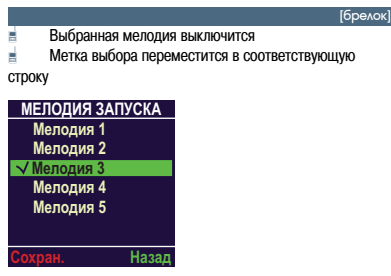 [брелок]
Выбранная мелодия выключится
Метка выбора переместится в соответствующую
строку
МЕЛОДИЯ ЗАПУСКА
Мелодия 1
Мелодия 2
✓Мелодия 3
Мелодия 4
Мелодия 5
Сохран. Назад